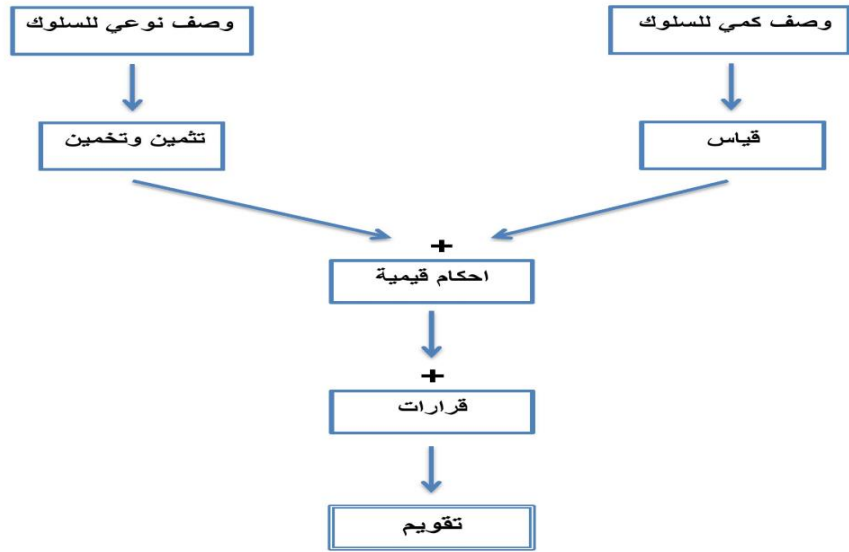 وصف كمي للسلوك
وصف نوعي للسلوك
قياس
تثمين وتخمين
+
احكام قيمية
+
قرارات
تقويم